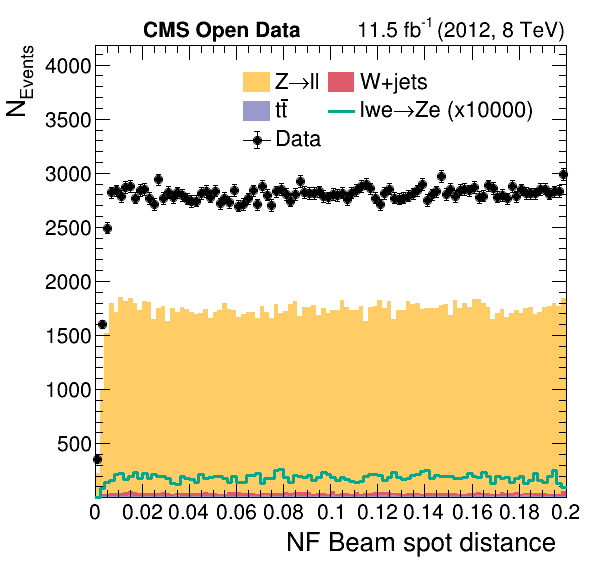 CMS Open Data 11.5 fb⁻¹ (2012, 8 TeV)
N_Events
Z→ll W+jets
tt̄ lwe→Ze (x10000)
Data
4000
3500
3000
2500
2000
1500
1000
500
0 0.02 0.04 0.06 0.08 0.1 0.12 0.14 0.16 0.18 0.2
NF Beam spot distance